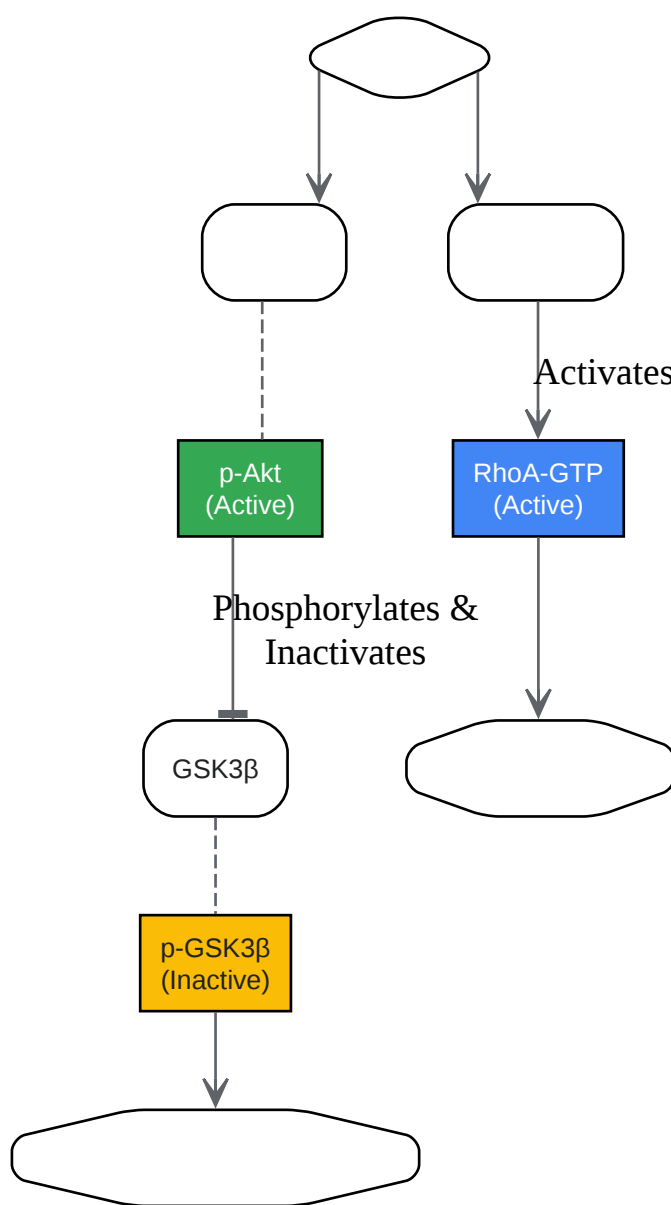 Activates
p-Akt
(Active)
RhoA-GTP
(Active)
Phosphorylates &
Inactivates
GSK3β
p-GSK3β
(Inactive)